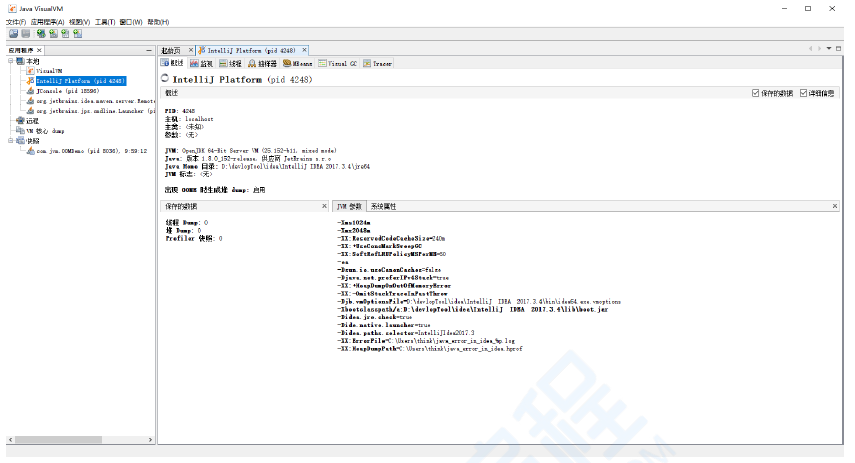 Java VisualVM
文件(F) 应用程序(A) 视图(V) 工具(T) 窗口(W) 帮助(H)
应用程序
起始页 IntelliJ Platform (pid 4248)
本地
VisualVM
IntelliJ Platform (pid 4248)
JConsole (pid 18596)
org.jetbrains.idea.maven.server.Remote
org.jetbrains.jps.cmdline.Launcher (pi
远程
VM 核心 dump
快照
com.jvm.OOMDemo (pid 8036), 9:59:12
概述 监视 线程 抽样器 MBeans Visual GC Tracer
IntelliJ Platform (pid 4248)
概述 保存的数据 详细信息
PID: 4248
主机: localhost
主类: (未知)
参数: (无)
JVM: OpenJDK 64-Bit Server VM (25.152-b11, mixed mode)
Java: 版本 1.8.0_152-release, 供应商 JetBrains s.r.o
Java Home 目录: D:\devlopTool\idea\IntelliJ IDEA 2017.3.4\jre64
JVM 标志: (无)
出现 OOME 时生成堆 dump: 启用
保存的数据
线程 Dump: 0
堆 Dump: 0
Profiler 快照: 0
JVM 参数 系统属性
-Xms1024m
-Xmx2048m
-XX:ReservedCodeCacheSize=240m
-XX:+UseConcMarkSweepGC
-XX:SoftRefLRUPolicyMSPerMB=50
-ea
-Dsun.io.useCanonCaches=false
-Djava.net.preferIPv4Stack=true
-XX:+HeapDumpOnOutOfMemoryError
-XX:-OmitStackTraceInFastThrow
-Djb.vmOptionsFile=D:\devlopTool\idea\IntelliJ IDEA 2017.3.4\bin\idea64.exe.vmoptions
-Xbootclasspath/a:D:\devlopTool\idea\IntelliJ IDEA 2017.3.4\lib\boot.jar
-Didea.jre.check=true
-Dide.native.launcher=true
-Didea.paths.selector=IntelliJIdea2017.3
-XX:ErrorFile=C:\Users\think\java_error_in_idea_%p.log
-XX:HeapDumpPath=C:\Users\think\java_error_in_idea.hprof